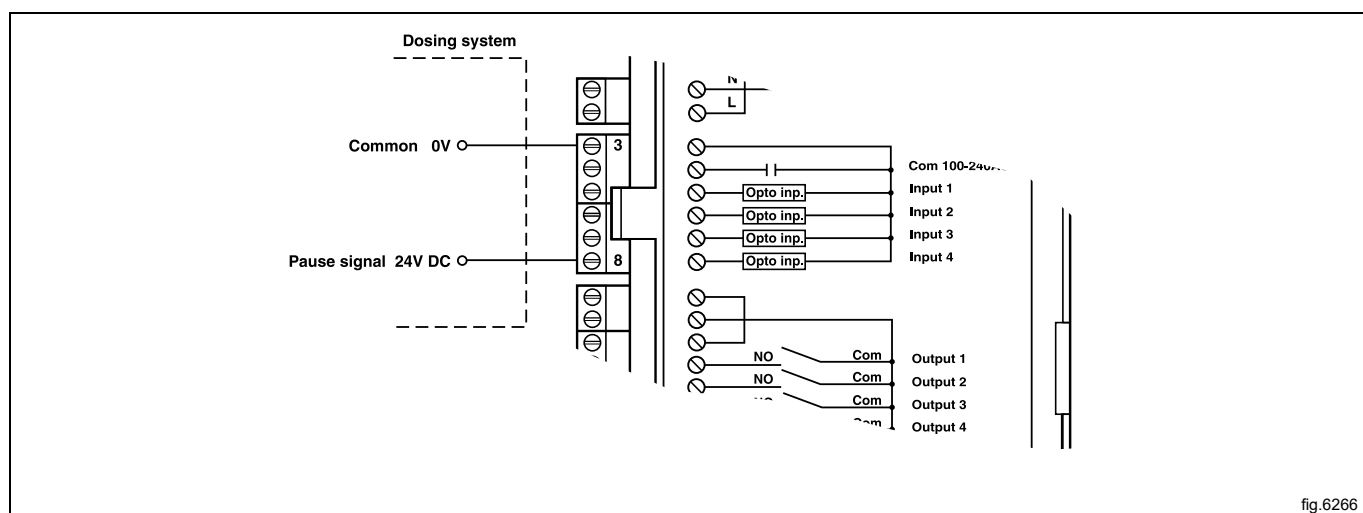 Dosing system
L
Common 0V
3
Com
Input 1
Opto inp.
Input 2
Opto inp.
Input 3
Opto inp.
Input 4
Opto inp.
Pause signal 24V DC
8
NO Com Output 1
NO Com Output 2
Com Output 3
Output 4
fig.6266